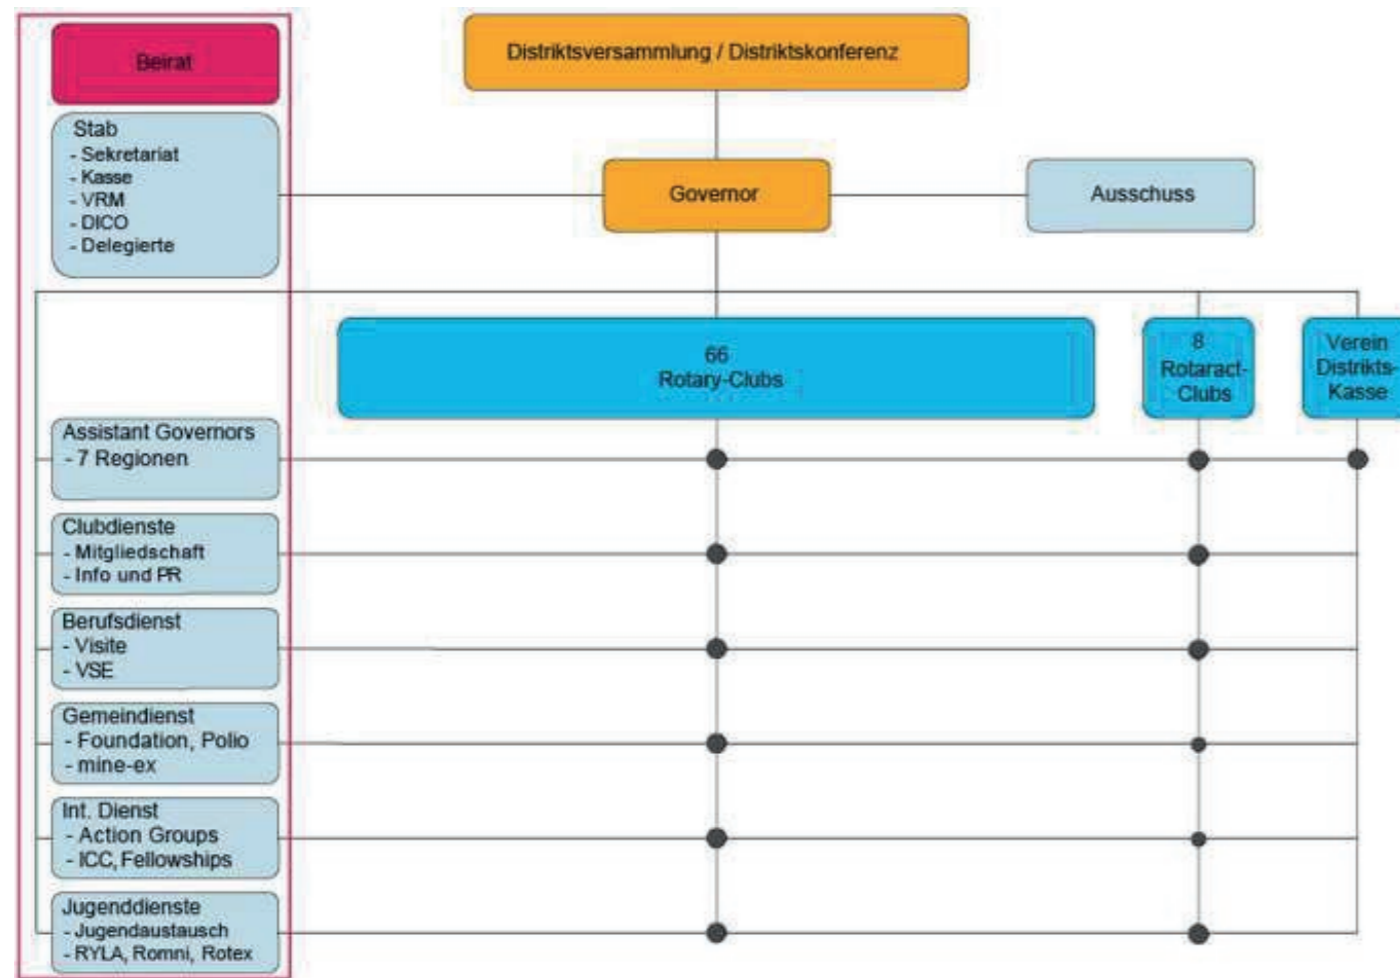 Beirat
Distriktsversammlung / Distriktskonferenz
Stab
- Sekretariat
- Kasse
- VRM
- DICO
- Delegierte
Governor
Ausschuss
66
Rotary-Clubs
8
Rotaract-
Clubs
Verein
Distrikts-
Kasse
Assistant Governors
- 7 Regionen
Clubdienste
- Mitgliedschaft
- Info und PR
Berufsdienst
- Visite
- VSE
Gemeindienst
- Foundation, Polio
- mine-ex
Int. Dienst
- Action Groups
- ICC, Fellowships
Jugenddienste
- Jugendaustausch
- RYLA, Romni, Rotex